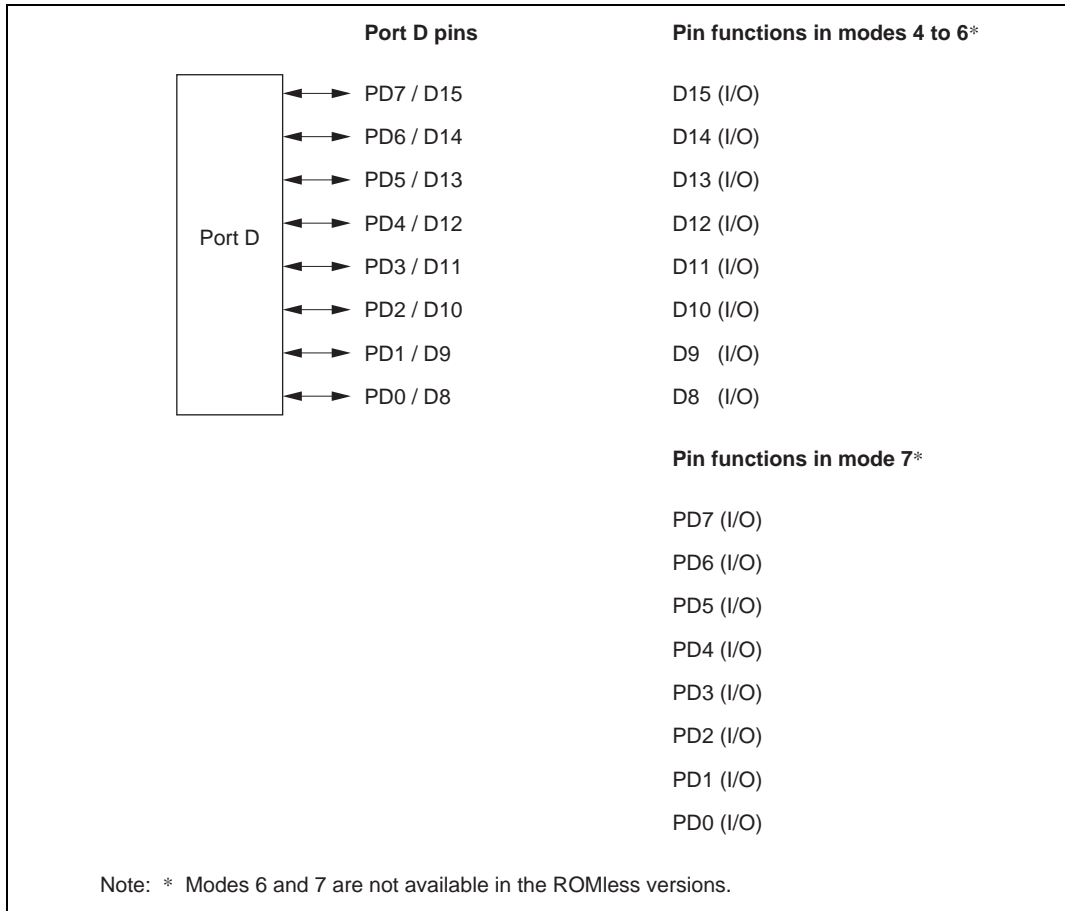 Port D pins Pin functions in modes 4 to 6*
PD7 / D15 D15 (I/O)
PD6 / D14 D14 (I/O)
PD5 / D13 D13 (I/O)
PD4 / D12 D12 (I/O)
Port D
PD3 / D11 D11 (I/O)
PD2 / D10 D10 (I/O)
PD1 / D9 D9 (I/O)
PD0 / D8 D8 (I/O)
Pin functions in mode 7*
PD7 (I/O)
PD6 (I/O)
PD5 (I/O)
PD4 (I/O)
PD3 (I/O)
PD2 (I/O)
PD1 (I/O)
PD0 (I/O)
Note: * Modes 6 and 7 are not available in the ROMless versions.